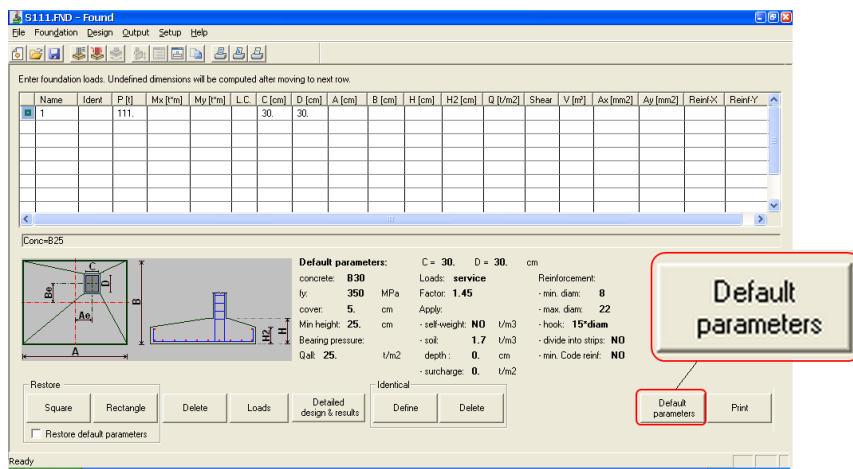 S111.FND - Found
File Foundation Design Output Setup Help
Enter foundation loads. Undefined dimensions will be computed after moving to next row.
Name Ident P [t] Mx [t*m] My [t*m] L.C. C [cm] D [cm] A [cm] B [cm] H [cm] H2 [cm] Q [t/m2] Shear V [m³] Ax [mm2] Ay [mm2] Reinf-X Reinf-Y
1 111. 30. 30.
Conc=B25
C
D
Be
Ae
B
A
H2
H
Default parameters: C = 30. D = 30. cm
concrete: B30 Loads: service Reinforcement:
fy: 350 MPa Factor: 1.45 - min. diam: 8
cover: 5. cm Apply: - max. diam: 22
Min height: 25. cm - self-weight: NO t/m3 - hook: 15*diam
Bearing pressure: - soil: 1.7 t/m3 - divide into strips: NO
Qall: 25. t/m2 depth : 0. cm - min. Code reinf: NO
- surcharge: 0. t/m2
Default
parameters
Restore
Identical
Square Rectangle Delete Loads Detailed design & results Define Delete Default parameters Print
Restore default parameters
Ready